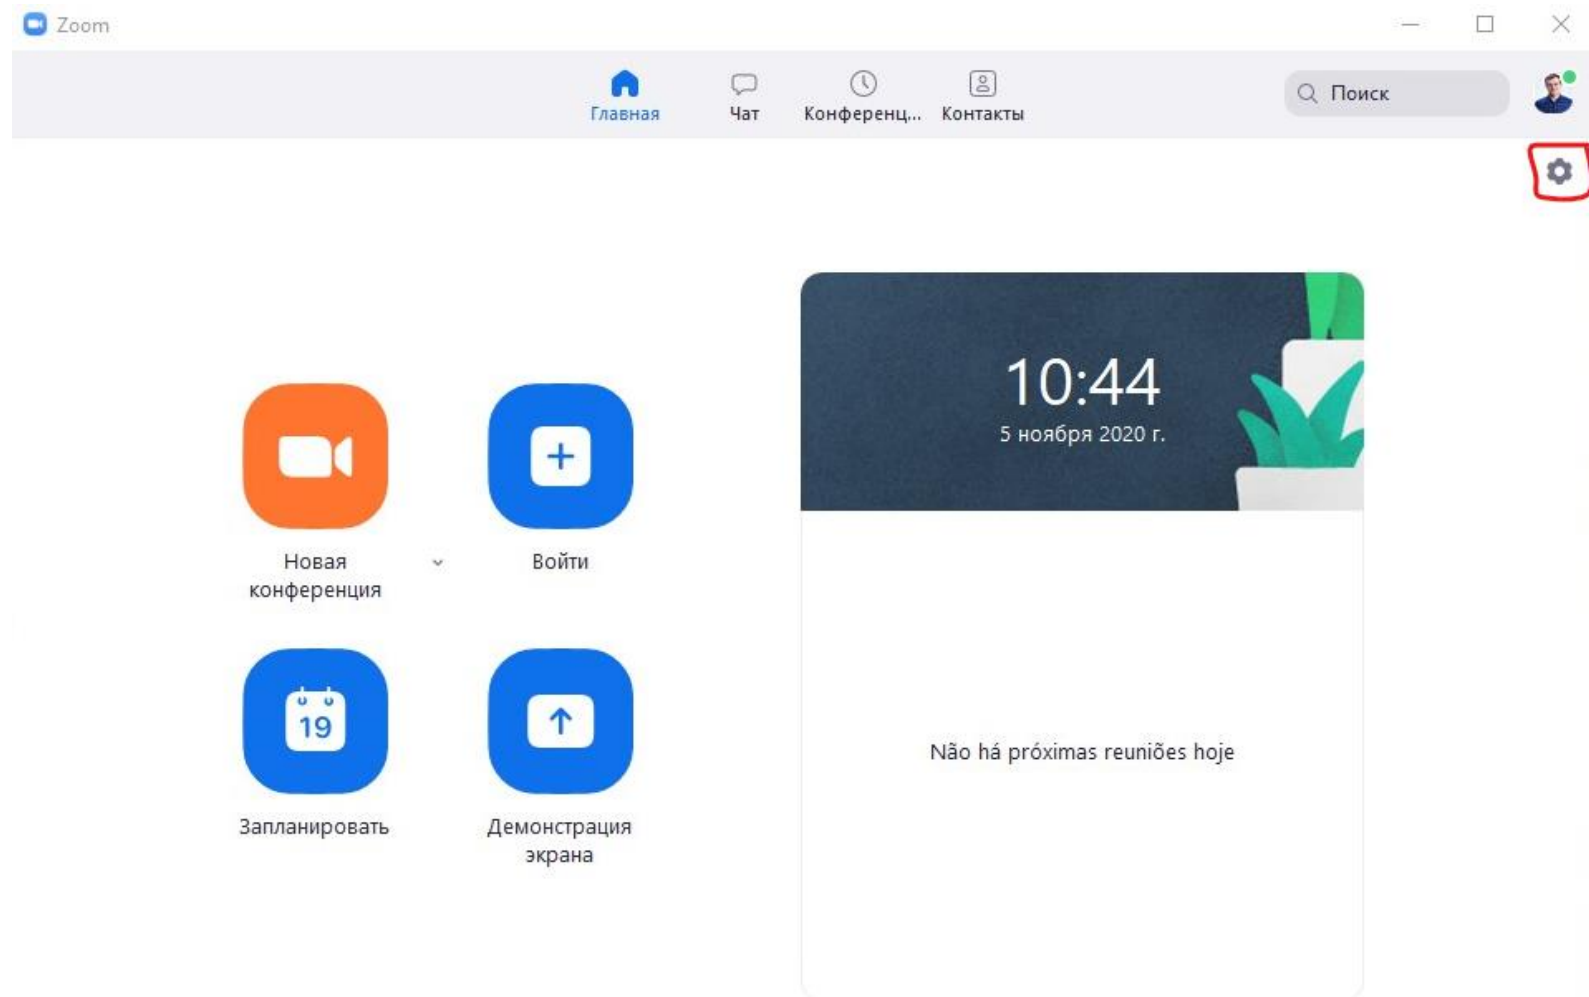 Zoom
Главная
Чат
Конференц...
Контакты
Поиск
10:44
5 ноября 2020 г.
Новая
конференция
Войти
19
Запланировать
Демонстрация
экрана
Não há próximas reuniões hoje